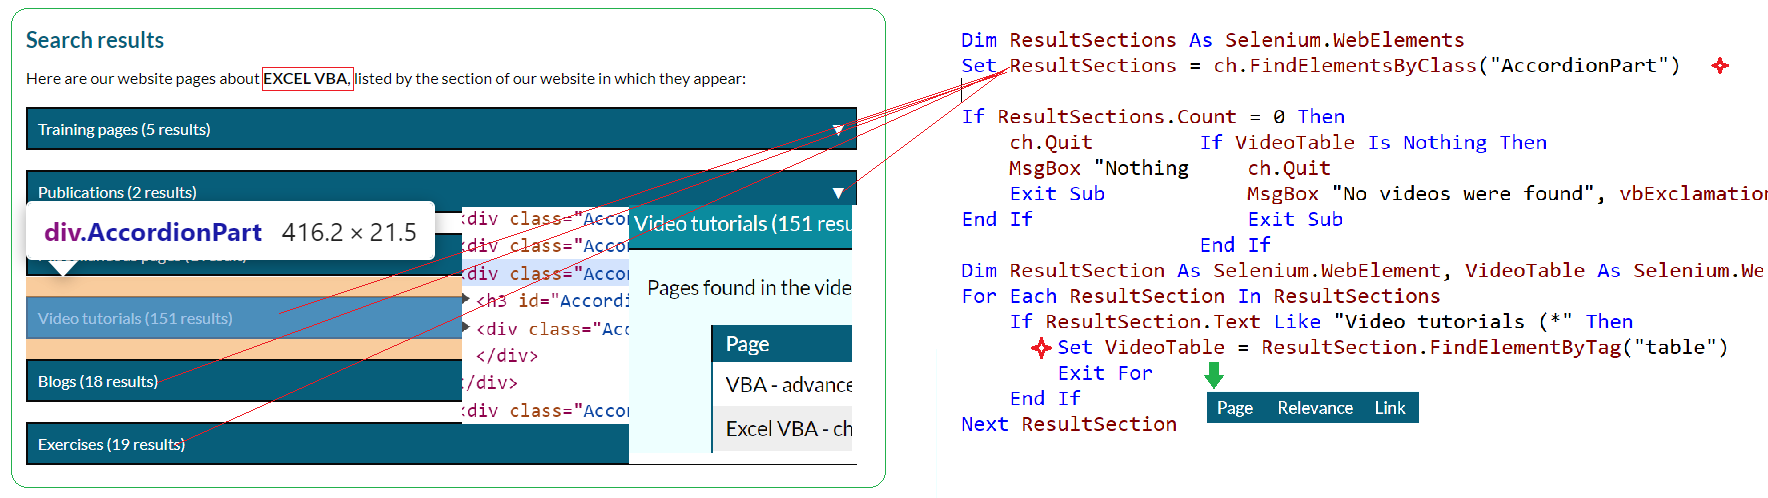 Search results
Here are our website pages about EXCEL VBA, listed by the section of our website in which they appear:
Training pages (5 results)
Publications (2 results)
div.AccordionPart 416.2 × 21.5
Video tutorials (151 results)
Blogs (18 results)
Exercises (19 results)
<div class="Acco
<div class="Acco
<div class="Acco
<h3 id="Accordi
<div class="Acc
</div>
/div>
<div class="Acco
Video tutorials (151 resu
Pages found in the vide
Page
VBA - advance
Excel VBA - ch
Dim ResultSections As Selenium.WebElements
Set ResultSections = ch.FindElementsByClass("AccordionPart")
If ResultSections.Count = 0 Then
ch.Quit
MsgBox "Nothing
Exit Sub
End If
If VideoTable Is Nothing Then
ch.Quit
MsgBox "No videos were found", vbExclamation
Exit Sub
End If
Dim ResultSection As Selenium.WebElement, VideoTable As Selenium.We
For Each ResultSection In ResultSections
If ResultSection.Text Like "Video tutorials (*" Then
Set VideoTable = ResultSection.FindElementByTag("table")
Exit For
End If
Next ResultSection
Page Relevance Link